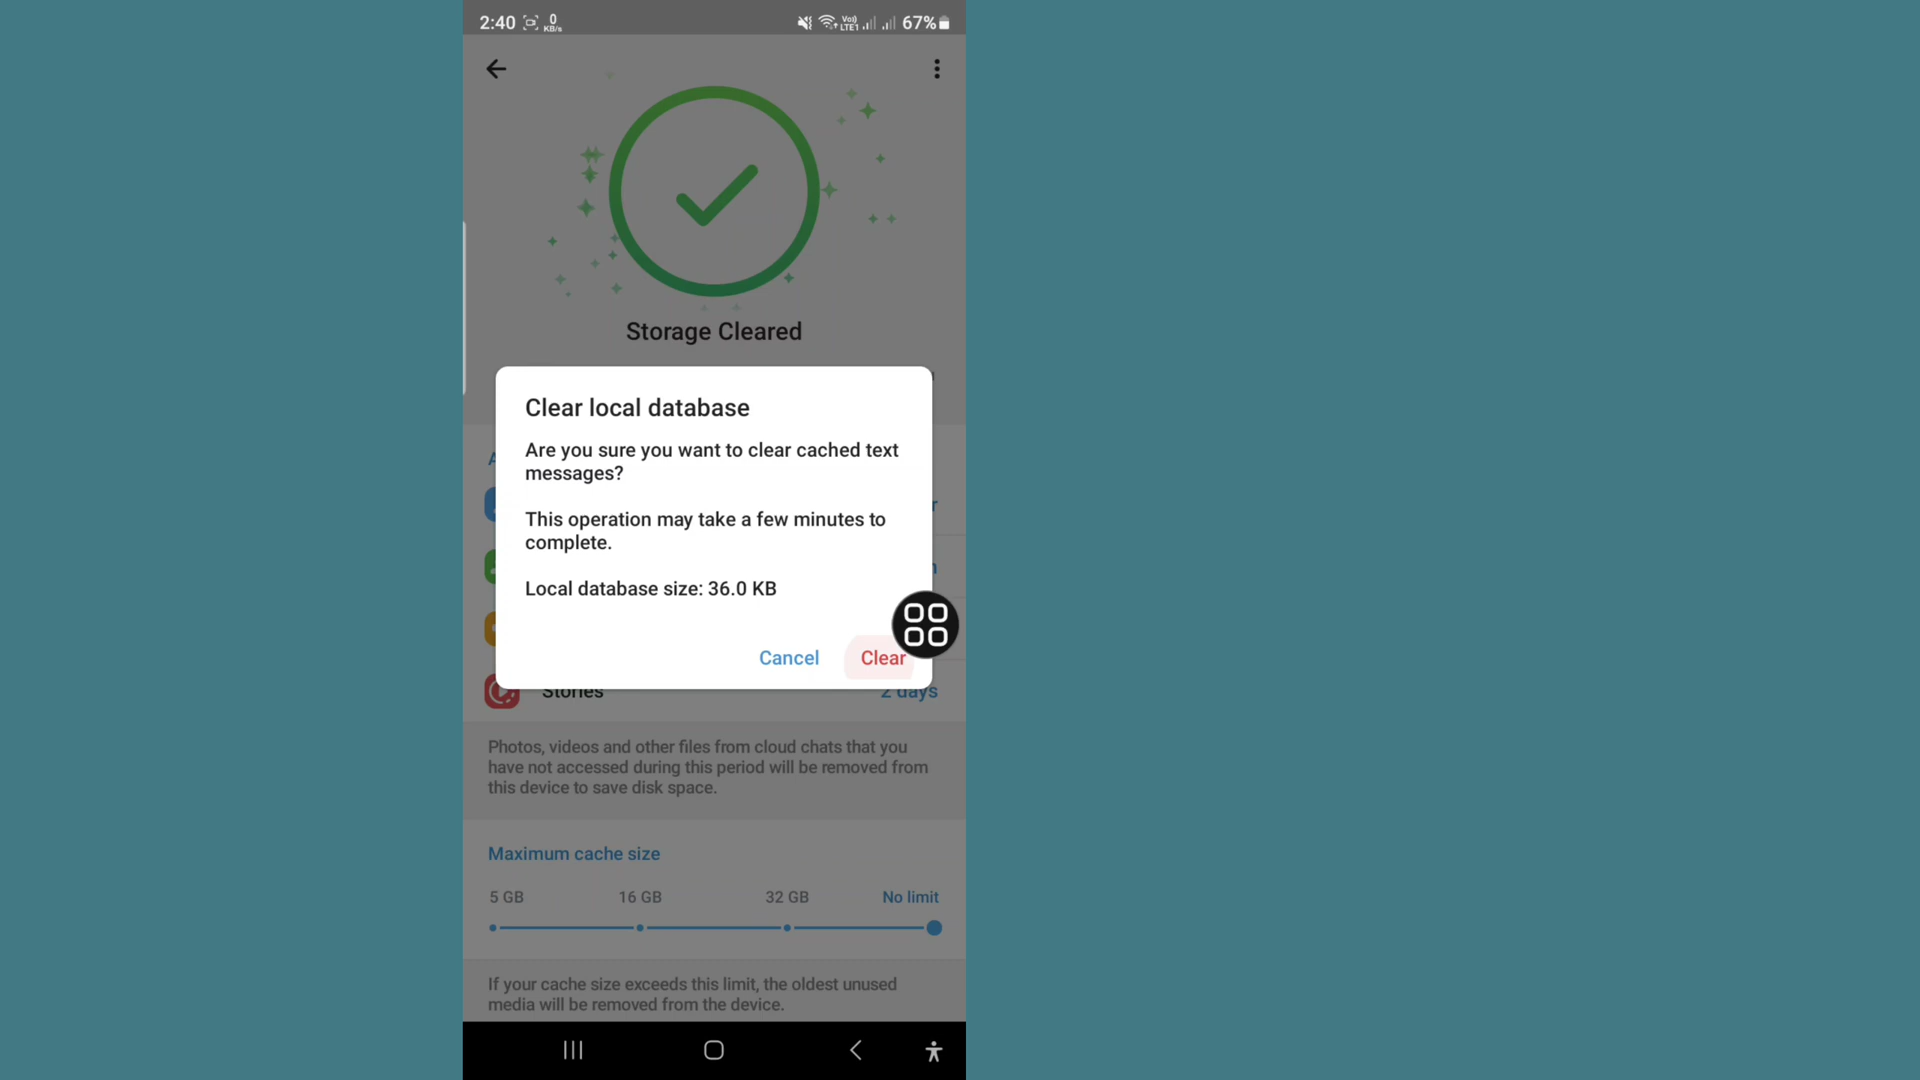 2:40 0 KB/s Vo) LTE1 67%
Storage Cleared
Clear local database
Are you sure you want to clear cached text
messages?
This operation may take a few minutes to
complete.
Local database size: 36.0 KB
Cancel Clear
Stories 2 days
Photos, videos and other files from cloud chats that you
have not accessed during this period will be removed from
this device to save disk space.
Maximum cache size
5 GB 16 GB 32 GB No limit
If your cache size exceeds this limit, the oldest unused
media will be removed from the device.